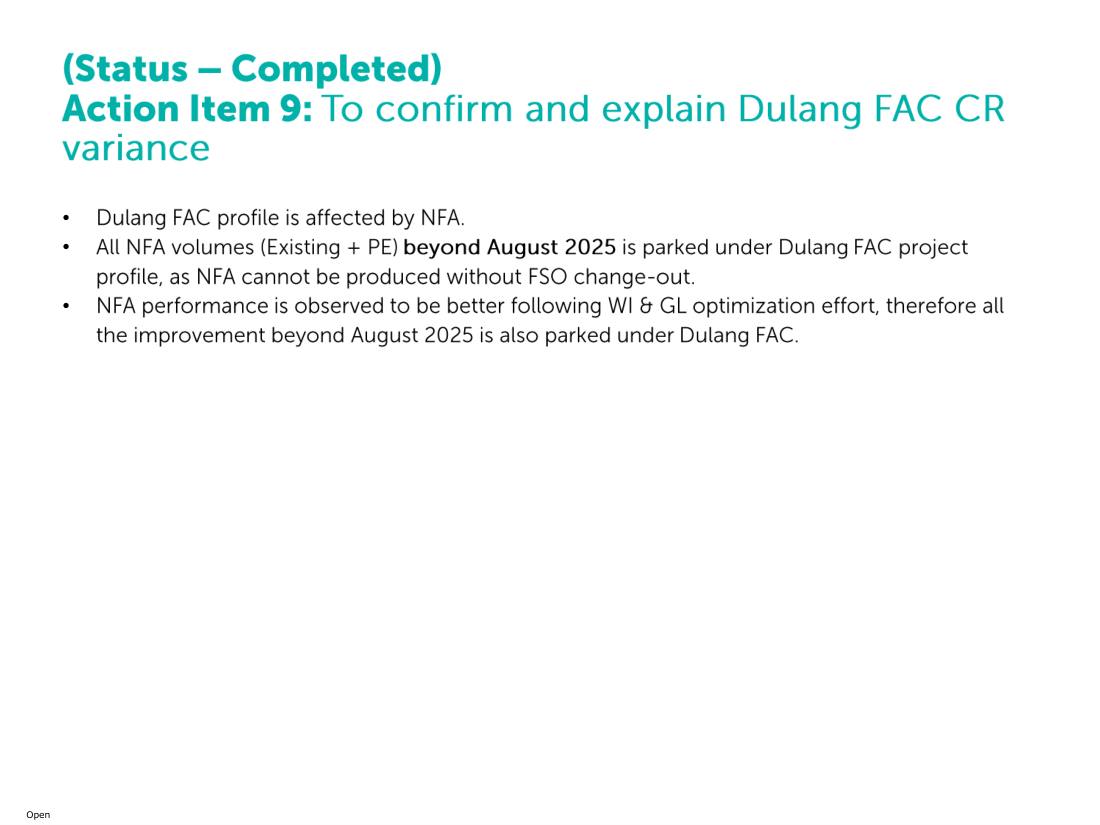 (Status – Completed)
Action Item 9: To confirm and explain Dulang FAC CR
variance
• Dulang FAC profile is affected by NFA.
• All NFA volumes (Existing + PE) beyond August 2025 is parked under Dulang FAC project
profile, as NFA cannot be produced without FSO change-out.
• NFA performance is observed to be better following WI & GL optimization effort, therefore all
the improvement beyond August 2025 is also parked under Dulang FAC.
Open